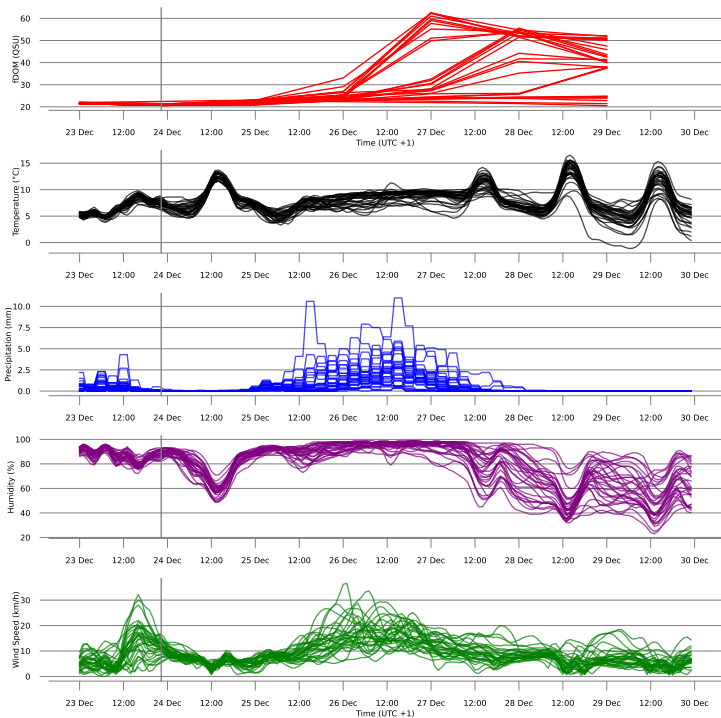 60
50
40
30
20
fDOM (QSU)
23 Dec 12:00 24 Dec 12:00 25 Dec 12:00 26 Dec 12:00 27 Dec 12:00 28 Dec 12:00 29 Dec 12:00 30 Dec
Time (UTC +1)
15
10
5
0
Temperature (°C)
23 Dec 12:00 24 Dec 12:00 25 Dec 12:00 26 Dec 12:00 27 Dec 12:00 28 Dec 12:00 29 Dec 12:00 30 Dec
10.0
7.5
5.0
2.5
0.0
Precipitation (mm)
23 Dec 12:00 24 Dec 12:00 25 Dec 12:00 26 Dec 12:00 27 Dec 12:00 28 Dec 12:00 29 Dec 12:00 30 Dec
100
80
60
40
20
Humidity (%)
23 Dec 12:00 24 Dec 12:00 25 Dec 12:00 26 Dec 12:00 27 Dec 12:00 28 Dec 12:00 29 Dec 12:00 30 Dec
30
20
10
0
Wind Speed (km/h)
23 Dec 12:00 24 Dec 12:00 25 Dec 12:00 26 Dec 12:00 27 Dec 12:00 28 Dec 12:00 29 Dec 12:00 30 Dec
Time (UTC +1)